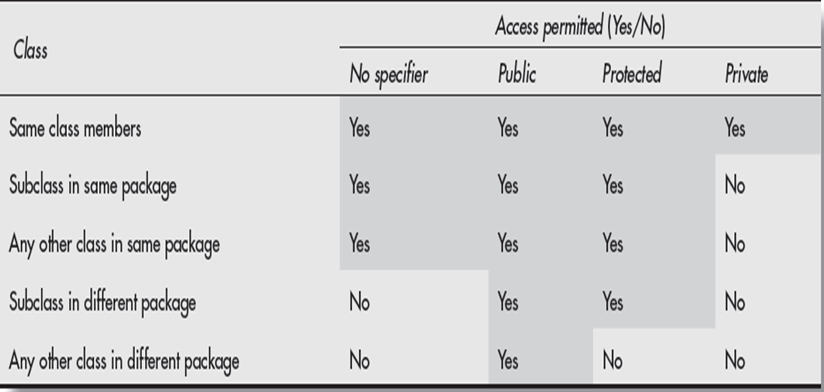 Class
Access permitted (Yes/No)
No specifier Public Protected Private
Same class members Yes Yes Yes Yes
Subclass in same package Yes Yes Yes No
Any other class in same package Yes Yes Yes No
Subclass in different package No Yes Yes No
Any other class in different package No Yes No No